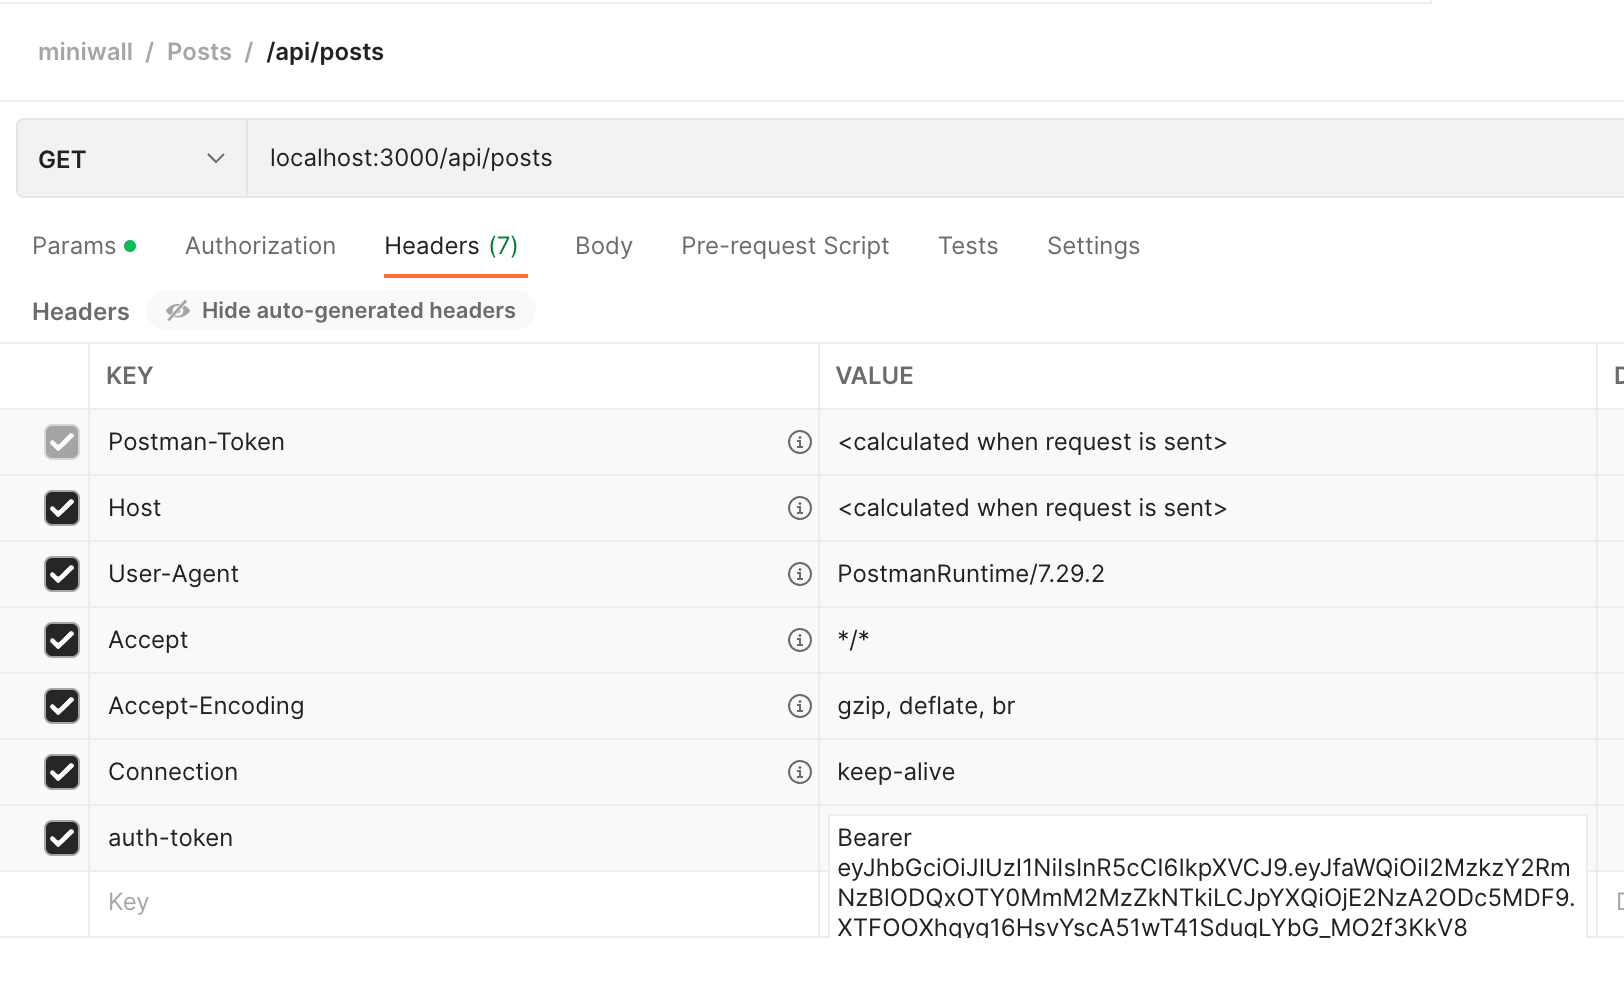 miniwall / Posts / /api/posts
GET localhost:3000/api/posts
Params Authorization Headers (7) Body Pre-request Script Tests Settings
Headers Hide auto-generated headers
KEY VALUE
Postman-Token <calculated when request is sent>
Host <calculated when request is sent>
User-Agent PostmanRuntime/7.29.2
Accept */*
Accept-Encoding gzip, deflate, br
Connection keep-alive
auth-token Bearer
eyJhbGciOiJIUzI1NiIsInR5cCI6IkpXVCJ9.eyJfaWQiOiI2MzkzY2Rm
NzBlODQxOTY0MmM2MzZkNTkiLCJpYXQiOjE2NzA2ODc5MDF9.
Key